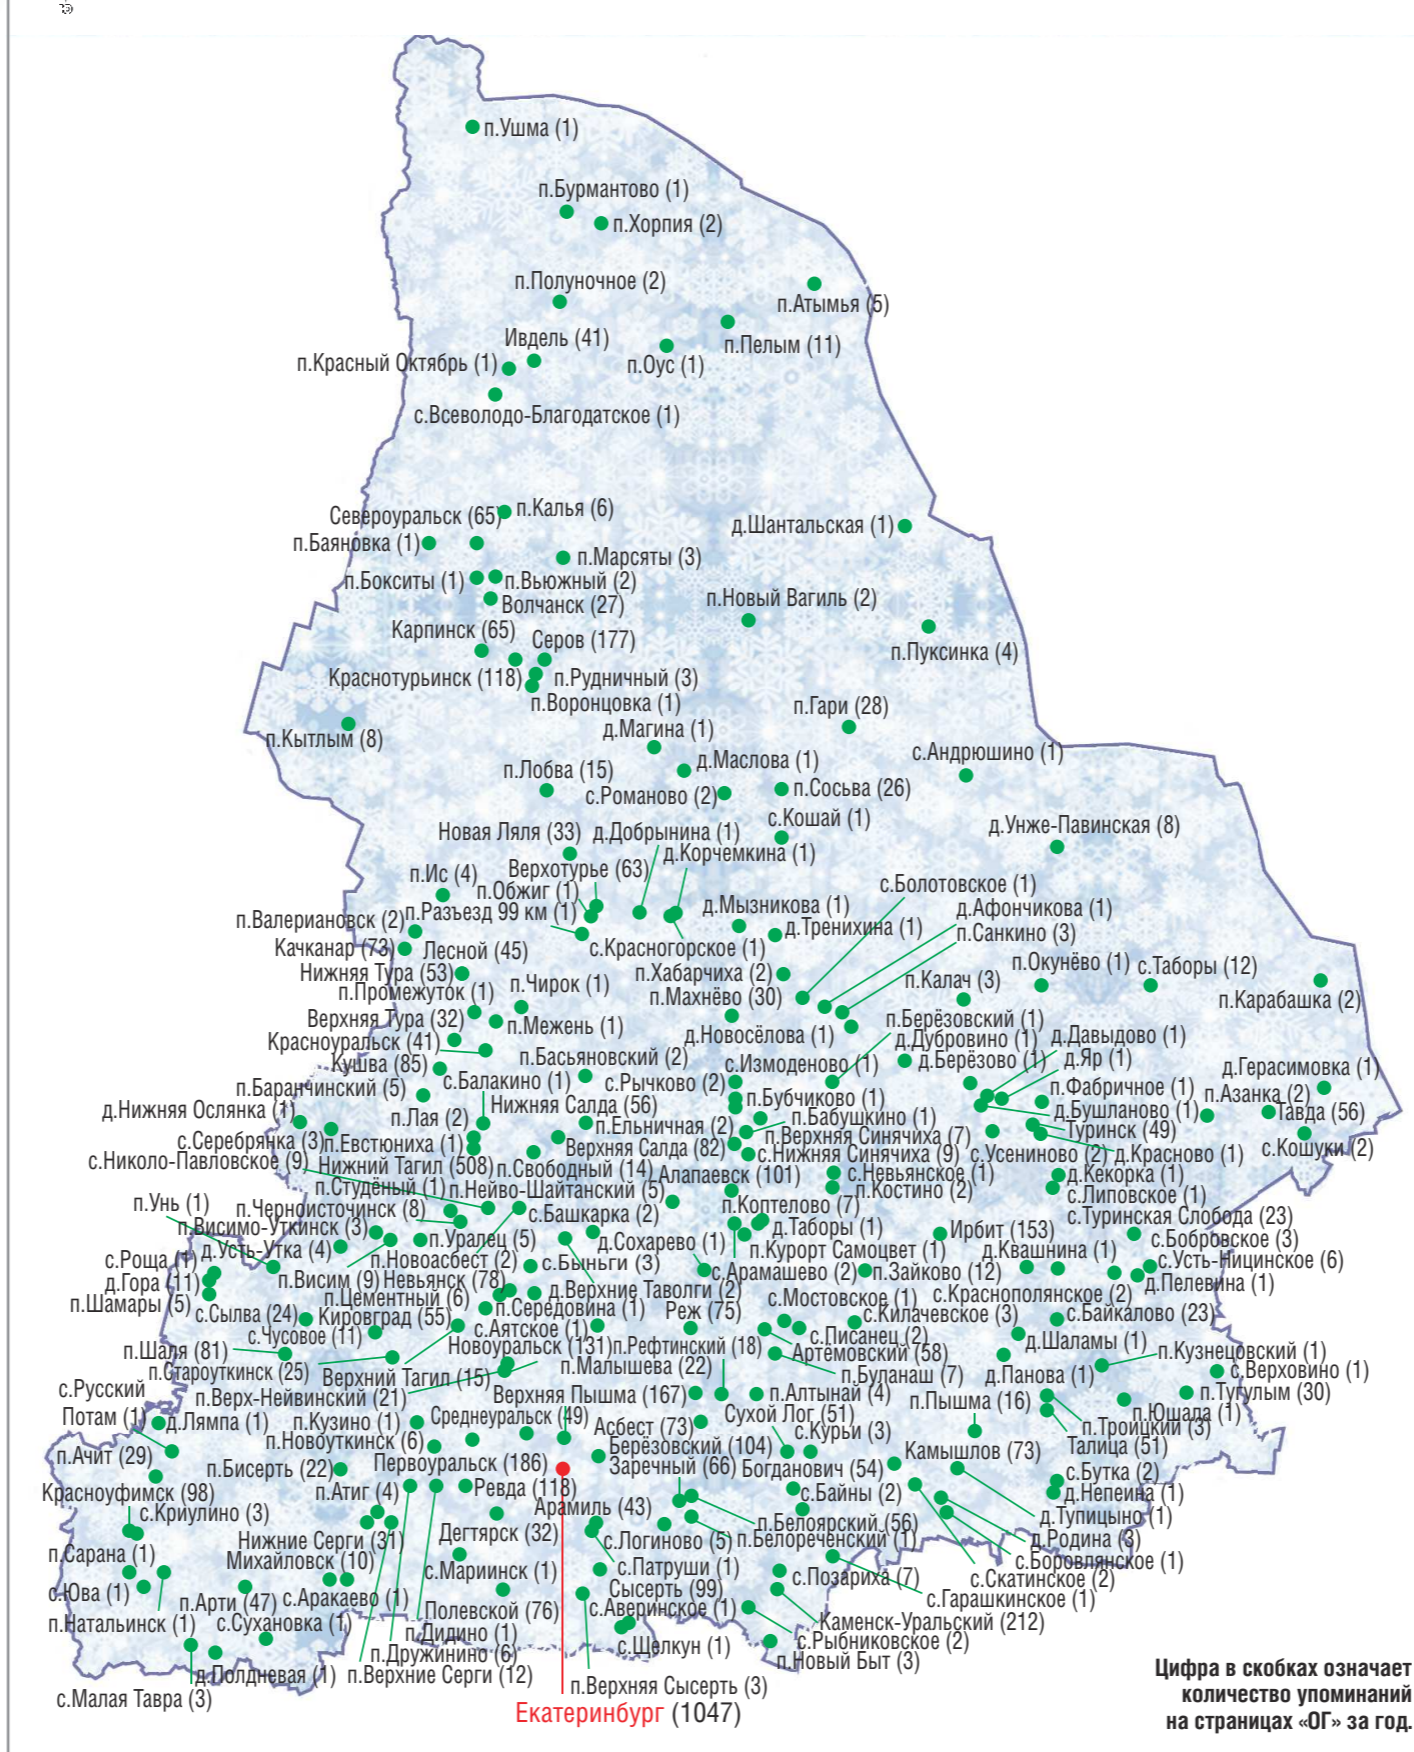 п.Ушма (1)
п.Бурмантово (1)
п.Хорпия (2)
п.Полуночное (2)
п.Атымья (5)
Ивдель (41)
п.Пелым (11)
п.Красный Октябрь (1)
п.Оус (1)
с.Всеволодо-Благодатское (1)
Североуральск (65)
п.Калья (6)
д.Шантальская (1)
п.Баяновка (1)
п.Марсяты (3)
п.Бокситы (1)
п.Вьюжный (2)
Волчанск (27)
п.Новый Вагиль (2)
Карпинск (65)
Серов (177)
п.Пуксинка (4)
Краснотурьинск (118)
п.Рудничный (3)
п.Воронцовка (1)
п.Гари (28)
д.Магина (1)
п.Кытлым (8)
с.Андрюшино (1)
д.Маслова (1)
п.Лобва (15)
с.Романово (2)
п.Сосьва (26)
с.Кошай (1)
д.Унже-Павинская (8)
Новая Ляля (33)
д.Добрынина (1)
д.Корчемкина (1)
Верхотурье (63)
п.Ис (4)
п.Обжиг (1)
с.Болотовское (1)
п.Валериановск (2)
п.Разъезд 99 км (1)
д.Мызникова (1)
д.Афончикова (1)
д.Тренихина (1)
п.Санкино (3)
Качканар (73)
Лесной (45)
с.Красногорское (1)
Нижняя Тура (53)
п.Хабарчиха (2)
п.Окунёво (1)
с.Таборы (12)
п.Промежуток (1)
п.Чирок (1)
п.Махнёво (30)
п.Калач (3)
п.Карабашка (2)
Верхняя Тура (32)
п.Межень (1)
д.Новосёлова (1)
п.Берёзовский (1)
Красноуральск (41)
д.Дубровино (1)
д.Давыдово (1)
Кушва (85)
п.Басьяновский (2)
с.Измоденово (1)
д.Берёзово (1)
д.Яр (1)
д.Герасимовка (1)
п.Баранчинский (5)
с.Балакино (1)
с.Рычково (2)
п.Фабричное (1)
п.Азанка (2)
д.Нижняя Ослянка (1)
п.Лая (2)
Нижняя Салда (56)
п.Бубчиково (1)
д.Бушланово (1)
Тавда (56)
п.Ельничная (2)
п.Бабушкино (1)
Туринск (49)
с.Серебрянка (3)
п.Евстюниха (1)
Верхняя Салда (82)
п.Верхняя Синячиха (7)
с.Усениново (2)
д.Красново (1)
с.Кошуки (2)
с.Николо-Павловское (9)
Нижний Тагил (508)
п.Свободный (14)
Алапаевск (101)
с.Нижняя Синячиха (9)
с.Невьянское (1)
д.Кекорка (1)
п.Студёный (1)
п.Нейво-Шайтанский (5)
п.Костино (2)
с.Липовское (1)
п.Унь (1)
п.Черноисточинск (8)
с.Башкарка (2)
п.Коптелово (7)
с.Туринская Слобода (23)
п.Висимо-Уткинск (3)
д.Таборы (1)
Ирбит (153)
с.Бобровское (3)
с.Роща (1)
д.Усть-Утка (4)
п.Уралец (5)
д.Сохарево (1)
п.Курорт Самоцвет (1)
д.Квашнина (1)
с.Усть-Ницинское (6)
д.Гора (11)
п.Новоасбест (2)
с.Быньги (3)
с.Арамашево (2)
п.Зайково (12)
д.Пелевина (1)
п.Висим (9)
Невьянск (78)
д.Верхние Таволги (2)
с.Краснополянское (2)
п.Шамары (5)
п.Цементный (6)
п.Середовина (1)
Реж (75)
с.Мостовское (1)
с.Байкалово (23)
с.Сылва (24)
Кировград (55)
с.Килачевское (3)
с.Чусовое (11)
с.Аятское (1)
с.Писанец (2)
д.Шаламы (1)
п.Шаля (81)
Новоуральск (131)
п.Рефтинский (18)
Артёмовский (58)
п.Кузнецовский (1)
п.Староуткинск (25)
Верхний Тагил (15)
п.Малышева (22)
п.Буланаш (7)
д.Панова (1)
с.Верховино (1)
с.Русский
Потам (1)
п.Верх-Нейвинский (21)
Верхняя Пышма (167)
п.Алтынай (4)
п.Пышма (16)
п.Тугулым (30)
д.Лямпа (1)
п.Кузино (1)
Среднеуральск (49)
Асбест (73)
Сухой Лог (51)
п.Юшала (1)
п.Троицкий (3)
с.Курьи (3)
п.Ачит (29)
п.Новоуткинск (6)
Берёзовский (104)
Камышлов (73)
Талица (51)
п.Бисерть (22)
Первоуральск (186)
Заречный (66)
Богданович (54)
с.Бутка (2)
Красноуфимск (98)
п.Атиг (4)
Ревда (118)
с.Байны (2)
д.Непеина (1)
с.Криулино (3)
Арамиль (43)
п.Белоярский (56)
д.Тупицыно (1)
Нижние Серги (31)
Дегтярск (32)
с.Логиново (5)
п.Белореченский (1)
д.Родина (3)
п.Сарана (1)
Михайловск (10)
с.Мариинск (1)
с.Патруши (1)
с.Боровлянское (1)
с.Позариха (7)
с.Скатинское (2)
с.Юва (1)
п.Арти (47)
с.Аракаево (1)
Сысерть (99)
с.Гарашкинское (1)
п.Натальинск (1)
с.Сухановка (1)
Полевской (76)
с.Аверинское (1)
Каменск-Уральский (212)
п.Дидино (1)
с.Щелкун (1)
с.Рыбниковское (2)
п.Дружинино (6)
п.Новый Быт (3)
д.Полдневая (1)
п.Верхние Серги (12)
п.Верхняя Сысерть (3)
с.Малая Тавра (3)
Екатеринбург (1047)
Цифра в скобках означает
количество упоминаний
на страницах «ОГ» за год.